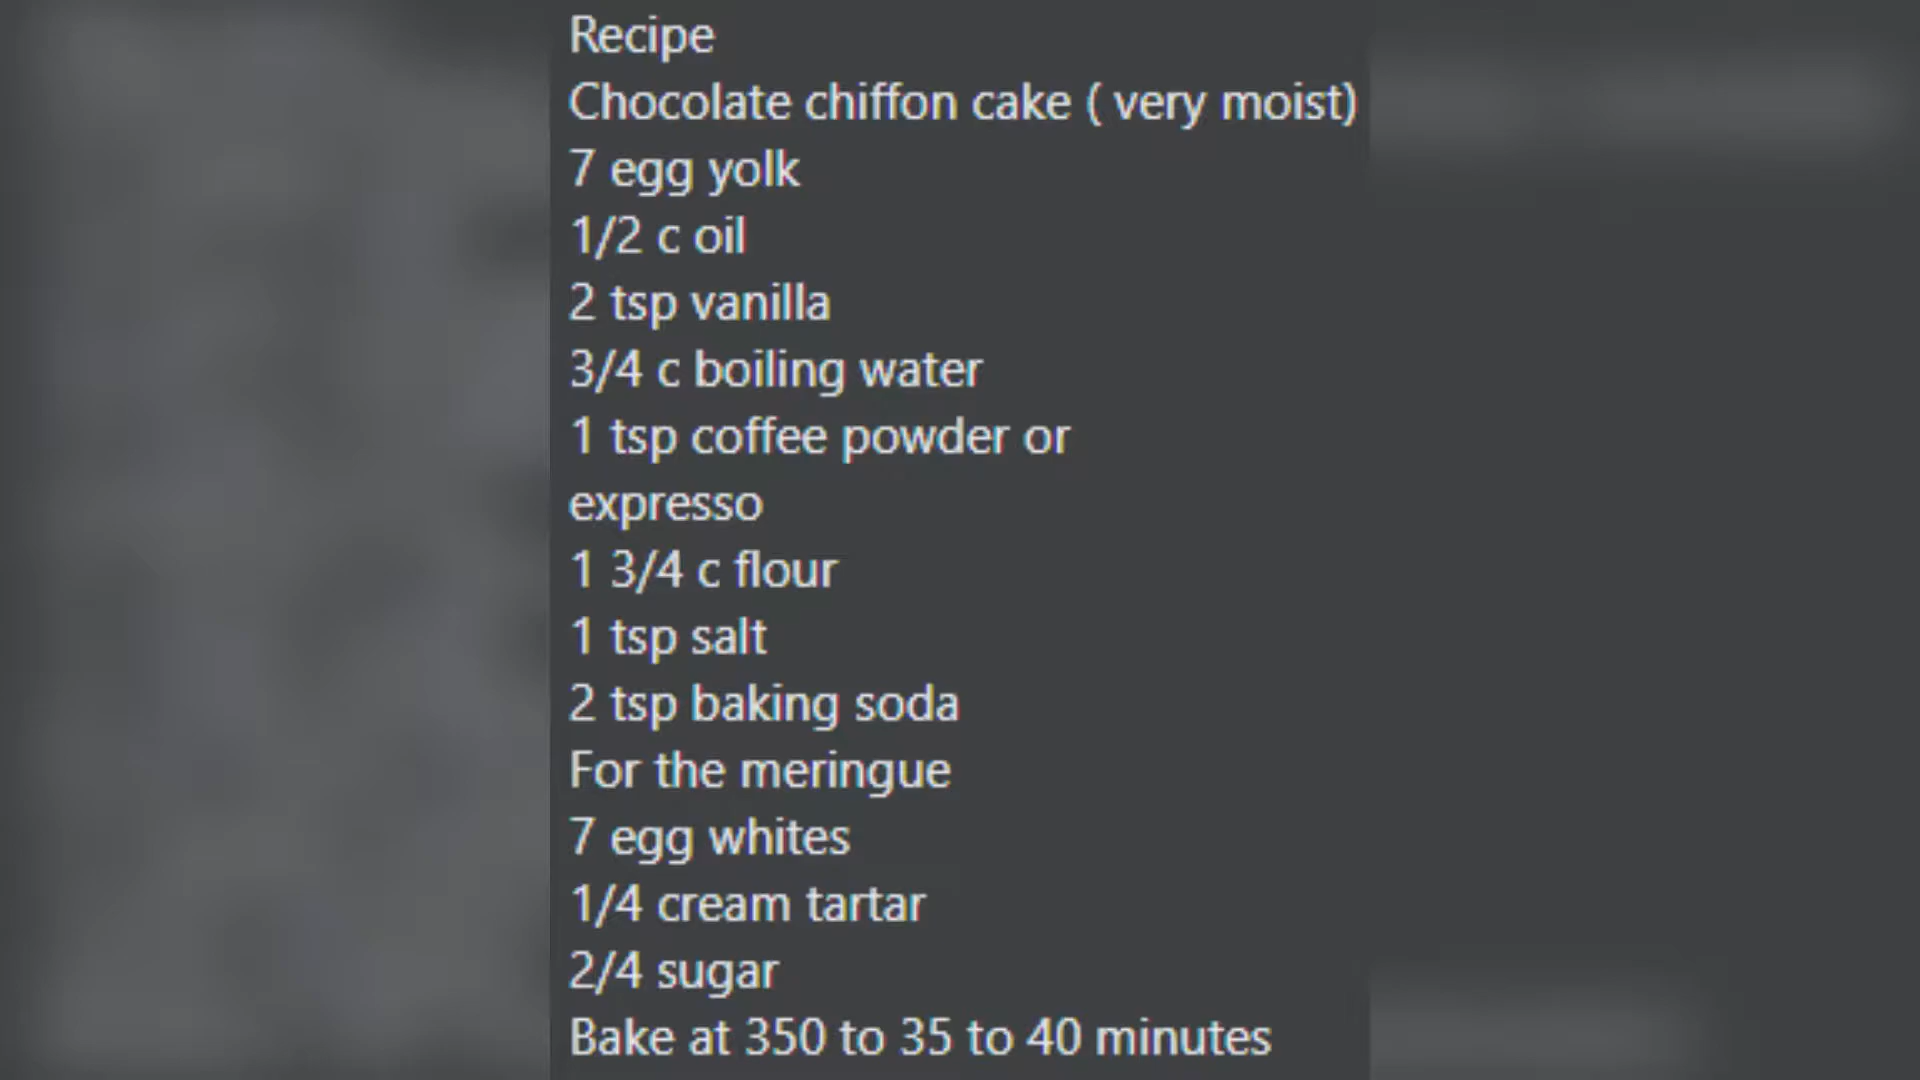 Recipe
Chocolate chiffon cake ( very moist)
7 egg yolk
1/2 c oil
2 tsp vanilla
3/4 c boiling water
1 tsp coffee powder or
expresso
1 3/4 c flour
1 tsp salt
2 tsp baking soda
For the meringue
7 egg whites
1/4 cream tartar
2/4 sugar
Bake at 350 to 35 to 40 minutes